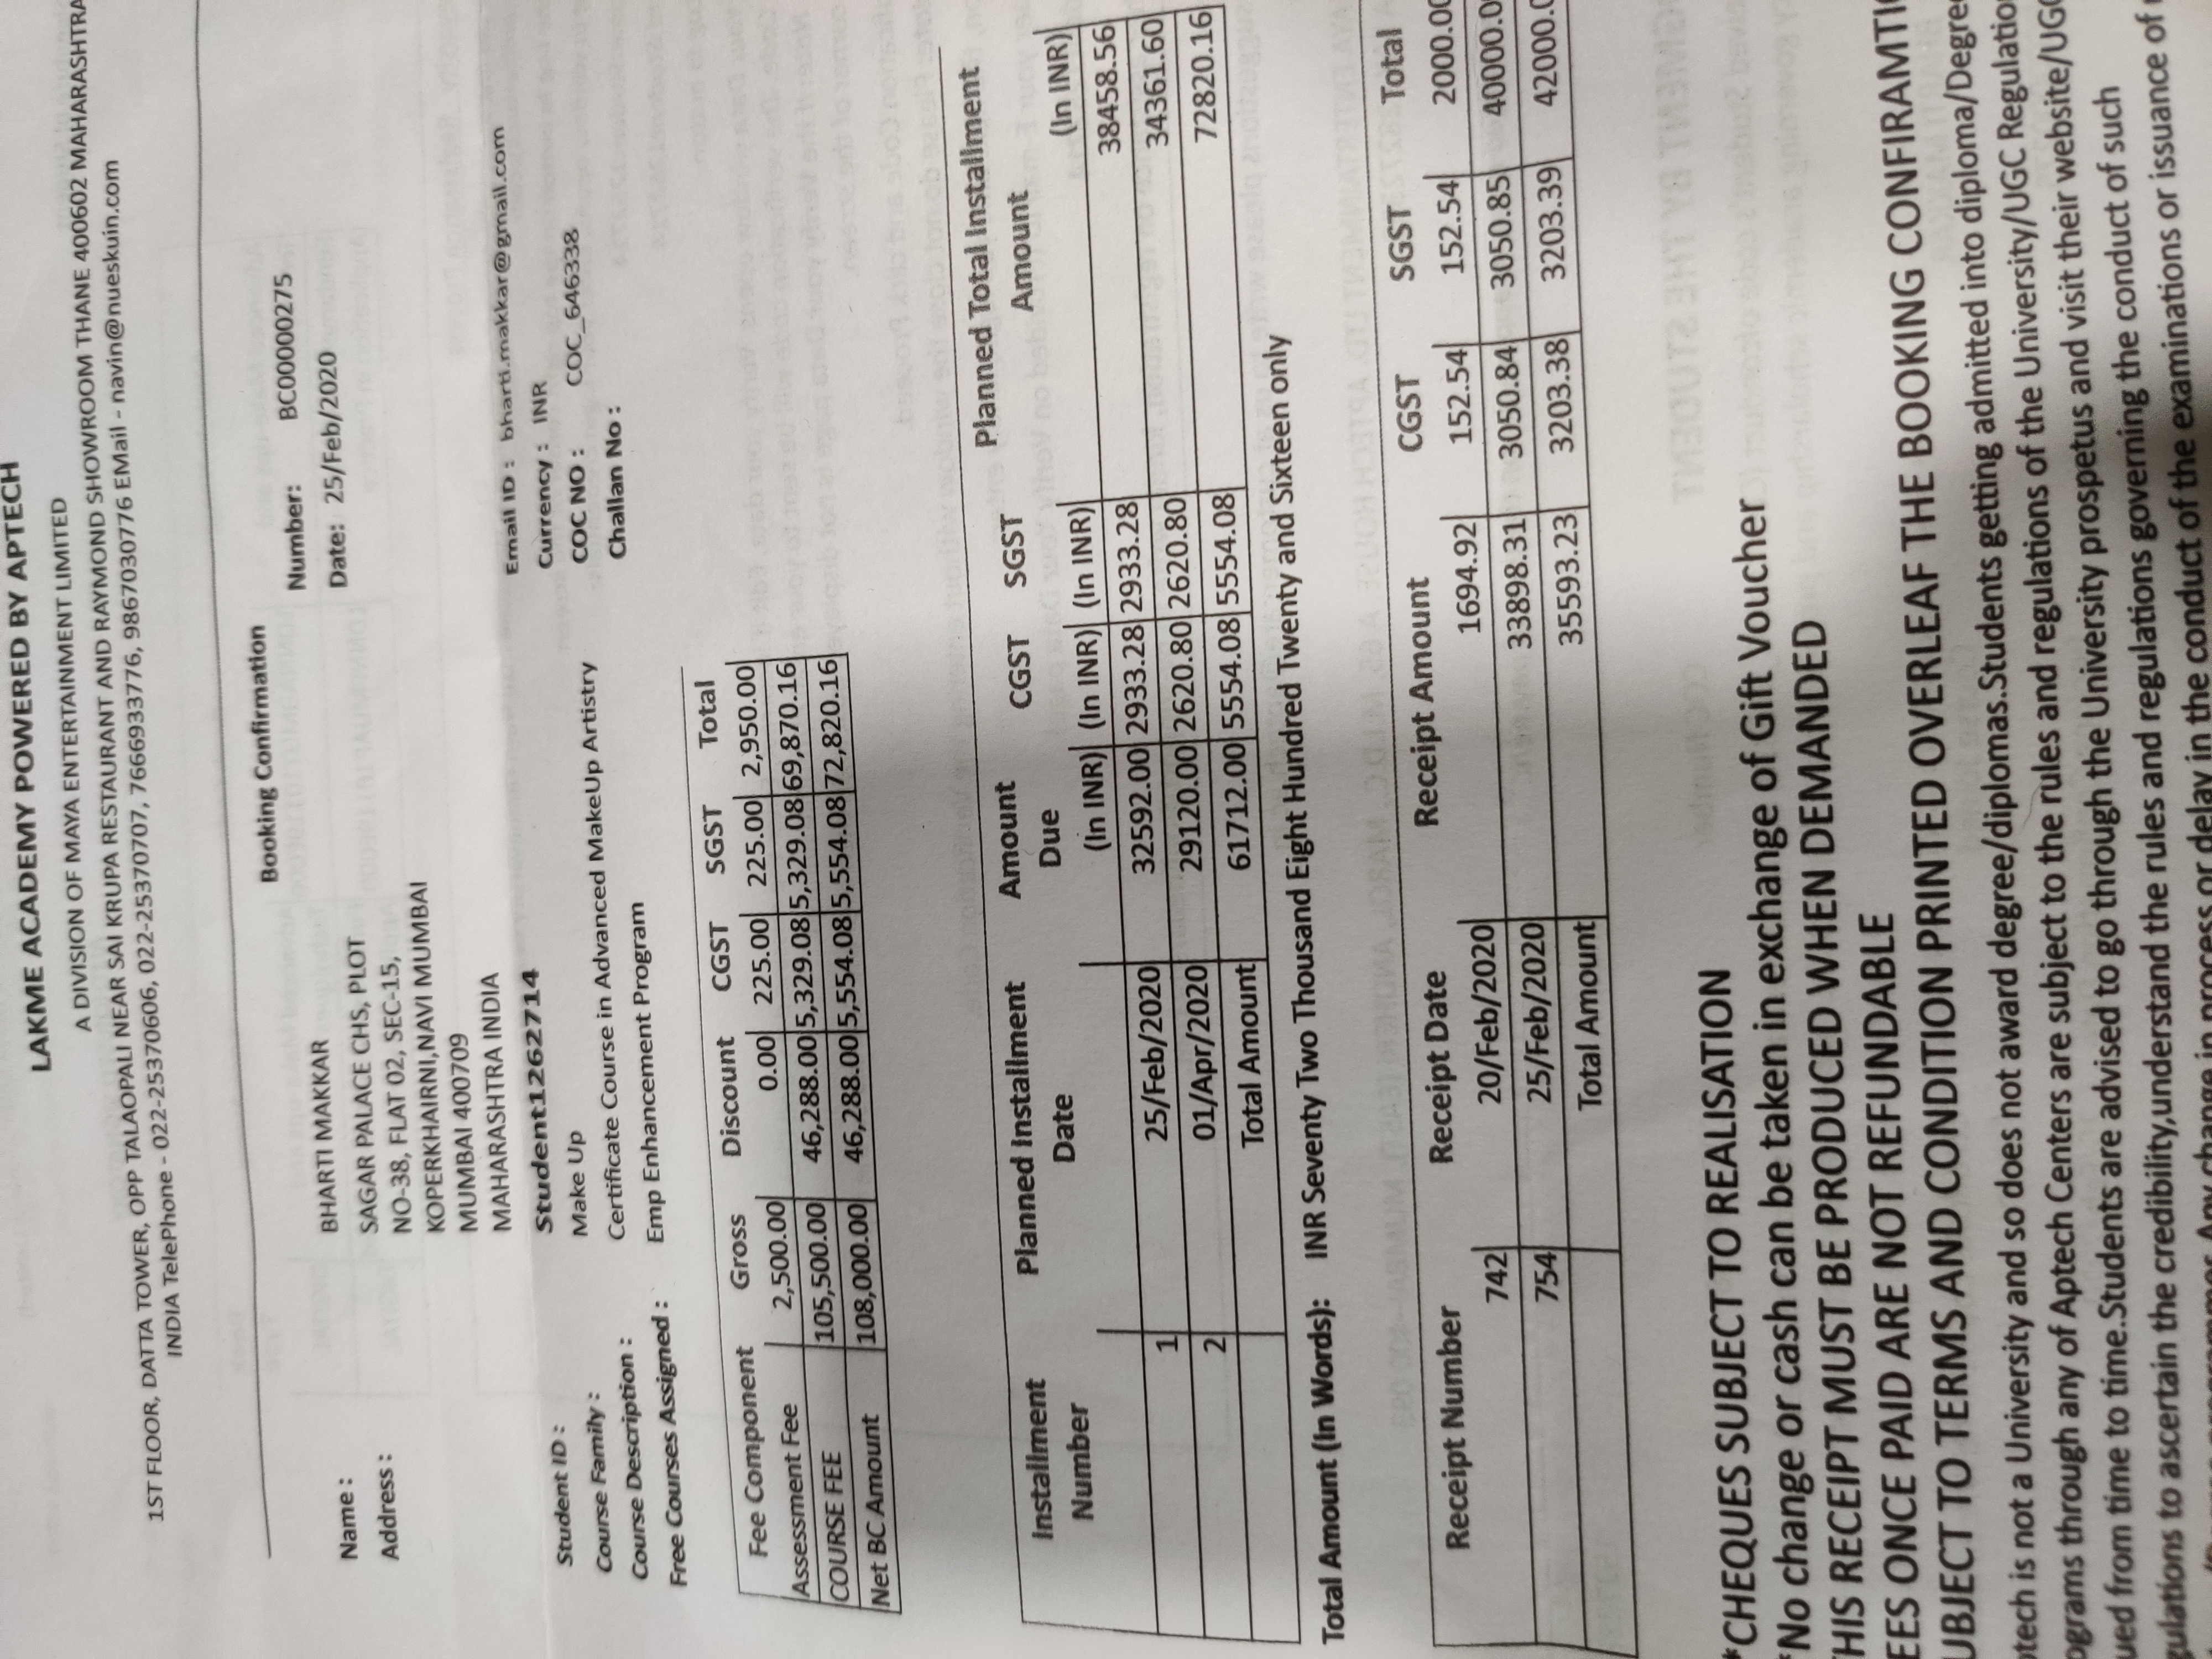 LAKME ACADEMY POWERED BY APTECH
A DIVISION OF MAYA ENTERTAINMENT LIMITED
1ST FLOOR, DATTA TOWER, OPP TALAOPALI NEAR SAI KRUPA RESTAURANT AND RAYMOND SHOWROOM THANE 400602 MAHARASHTRA
INDIA TelePhone - 022-25370606, 022-25370707, 7666933776, 9867030776 EMail - navin@nueskuin.com
Booking Confirmation
Name : BHARTI MAKKAR Number: BC00000275
Address : SAGAR PALACE CHS, PLOT Date: 25/Feb/2020
NO-38, FLAT 02, SEC-15,
KOPERKHAIRNI,NAVI MUMBAI
MUMBAI 400709
MAHARASHTRA INDIA
Student ID : Student1262714 Email ID : bharti.makkar@gmail.com
Course Family : Make Up Currency : INR
Course Description : Certificate Course in Advanced MakeUp Artistry COC NO : COC_646338
Free Courses Assigned : Emp Enhancement Program Challan No :
Fee Component Gross Discount CGST SGST Total
Assessment Fee 2,500.00 0.00 225.00 225.00 2,950.00
COURSE FEE 105,500.00 46,288.00 5,329.08 5,329.08 69,870.16
Net BC Amount 108,000.00 46,288.00 5,554.08 5,554.08 72,820.16
Installment Planned Installment Amount CGST SGST Planned Total Installment
Number Date Due Amount
(In INR) (In INR) (In INR) (In INR)
1 25/Feb/2020 32592.00 2933.28 2933.28 38458.56
2 01/Apr/2020 29120.00 2620.80 2620.80 34361.60
Total Amount 61712.00 5554.08 5554.08 72820.16
Total Amount (In Words): INR Seventy Two Thousand Eight Hundred Twenty and Sixteen only
Receipt Number Receipt Date Receipt Amount CGST SGST Total
742 20/Feb/2020 1694.92 152.54 152.54 2000.00
754 25/Feb/2020 33898.31 3050.84 3050.85 40000.0
Total Amount 35593.23 3203.38 3203.39 42000.0
*CHEQUES SUBJECT TO REALISATION
*No change or cash can be taken in exchange of Gift Voucher
HIS RECEIPT MUST BE PRODUCED WHEN DEMANDED
EES ONCE PAID ARE NOT REFUNDABLE
UBJECT TO TERMS AND CONDITION PRINTED OVERLEAF THE BOOKING CONFIRAMTI
ptech is not a University and so does not award degree/diplomas.Students getting admitted into diploma/Degree
ograms through any of Aptech Centers are subject to the rules and regulations of the University/UGC Regulatio
ued from time to time.Students are advised to go through the University prospetus and visit their website/UGC
gulations to ascertain the credibility,understand the rules and regulations governing the conduct of such
Any change in process or delay in the conduct of the examinations or issuance of